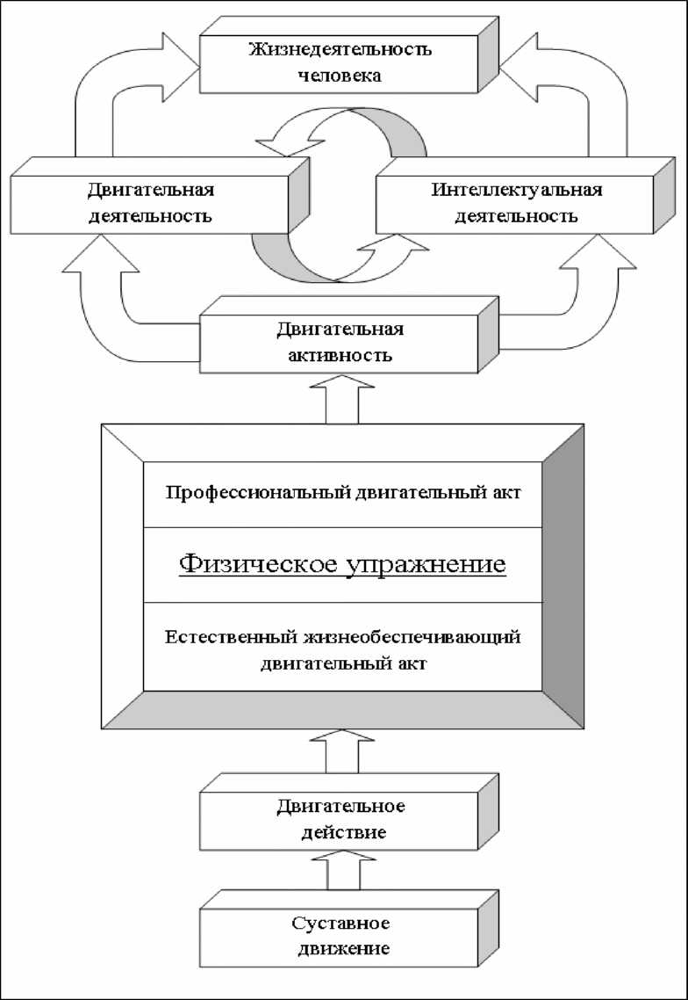 Жизнедеятельность
человека
Двигательная
деятельность
Интеллектуальная
деятельность
Двигательная
активность
Профессиональный двигательный акт
Физическое упражнение
Естественный жизнеобеспечивающий
двигательный акт
Двигательное
действие
Суставное
движение